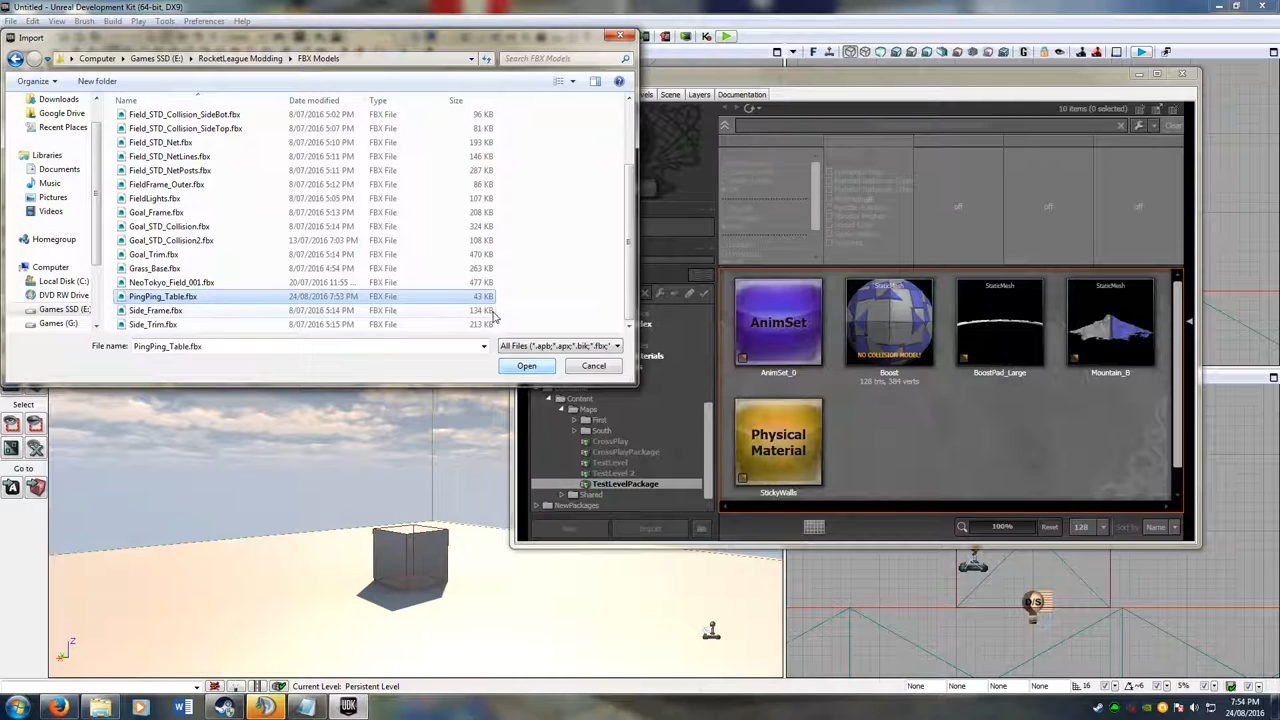 Untitled - Unreal Development Kit (64-bit, DX9)
File Edit View Brush Build Play Tools Preferences Help
Import
Computer Games SSD (E:) RocketLeague Modding FBX Models Search FBX Models
Organize New folder
Name Date modified Type Size
Downloads
Google Drive
Recent Places
Libraries
Documents
Music
Pictures
Videos
Homegroup
Computer
Local Disk (C:)
DVD RW Drive
Games SSD (E:
Games (G:)
Field_STD_Collision_SideBot.fbx 8/07/2016 5:02 PM FBX File 96 KB
Field_STD_Collision_SideTop.fbx 8/07/2016 5:07 PM FBX File 81 KB
Field_STD_Net.fbx 8/07/2016 5:10 PM FBX File 193 KB
Field_STD_NetLines.fbx 8/07/2016 5:11 PM FBX File 146 KB
Field_STD_NetPosts.fbx 8/07/2016 5:11 PM FBX File 287 KB
FieldFrame_Outer.fbx 8/07/2016 5:12 PM FBX File 86 KB
FieldLights.fbx 8/07/2016 5:05 PM FBX File 107 KB
Goal_Frame.fbx 8/07/2016 5:13 PM FBX File 208 KB
Goal_STD_Collision.fbx 8/07/2016 5:04 PM FBX File 324 KB
Goal_STD_Collision2.fbx 13/07/2016 7:03 PM FBX File 108 KB
Goal_Trim.fbx 8/07/2016 5:14 PM FBX File 470 KB
Grass_Base.fbx 8/07/2016 4:54 PM FBX File 263 KB
NeoTokyo_Field_001.fbx 20/07/2016 11:55 ... FBX File 477 KB
PingPing_Table.fbx 24/08/2016 7:53 PM FBX File 43 KB
Side_Frame.fbx 8/07/2016 5:14 PM FBX File 134 KB
Side_Trim.fbx 8/07/2016 5:15 PM FBX File 213 KB
File name: PingPing_Table.fbx All Files (*.apb;*.apx;*.bik;*.fbx;*
Open Cancel
Scene Layers Documentation
10 items (0 selected)
Clear
off off
AnimSet
AnimSet_0
StaticMesh
NO COLLISION MODEL!
Boost
128 tris, 384 verts
StaticMesh
BoostPad_Large
StaticMesh
Mountain_B
Physical Material
StickyWalls
Content
Maps
First
South
CrossPlay
CrossPlayPackage
TestLevel
TestLevel 2
TestLevelPackage
Shared
NewPackages
New Import
100% Reset 128 Sort by Name
Select
Go to
D/S
Z
Current Level: Persistent Level
None None None None 16 ~6 5%
W
UDK
7:54 PM
24/08/2016